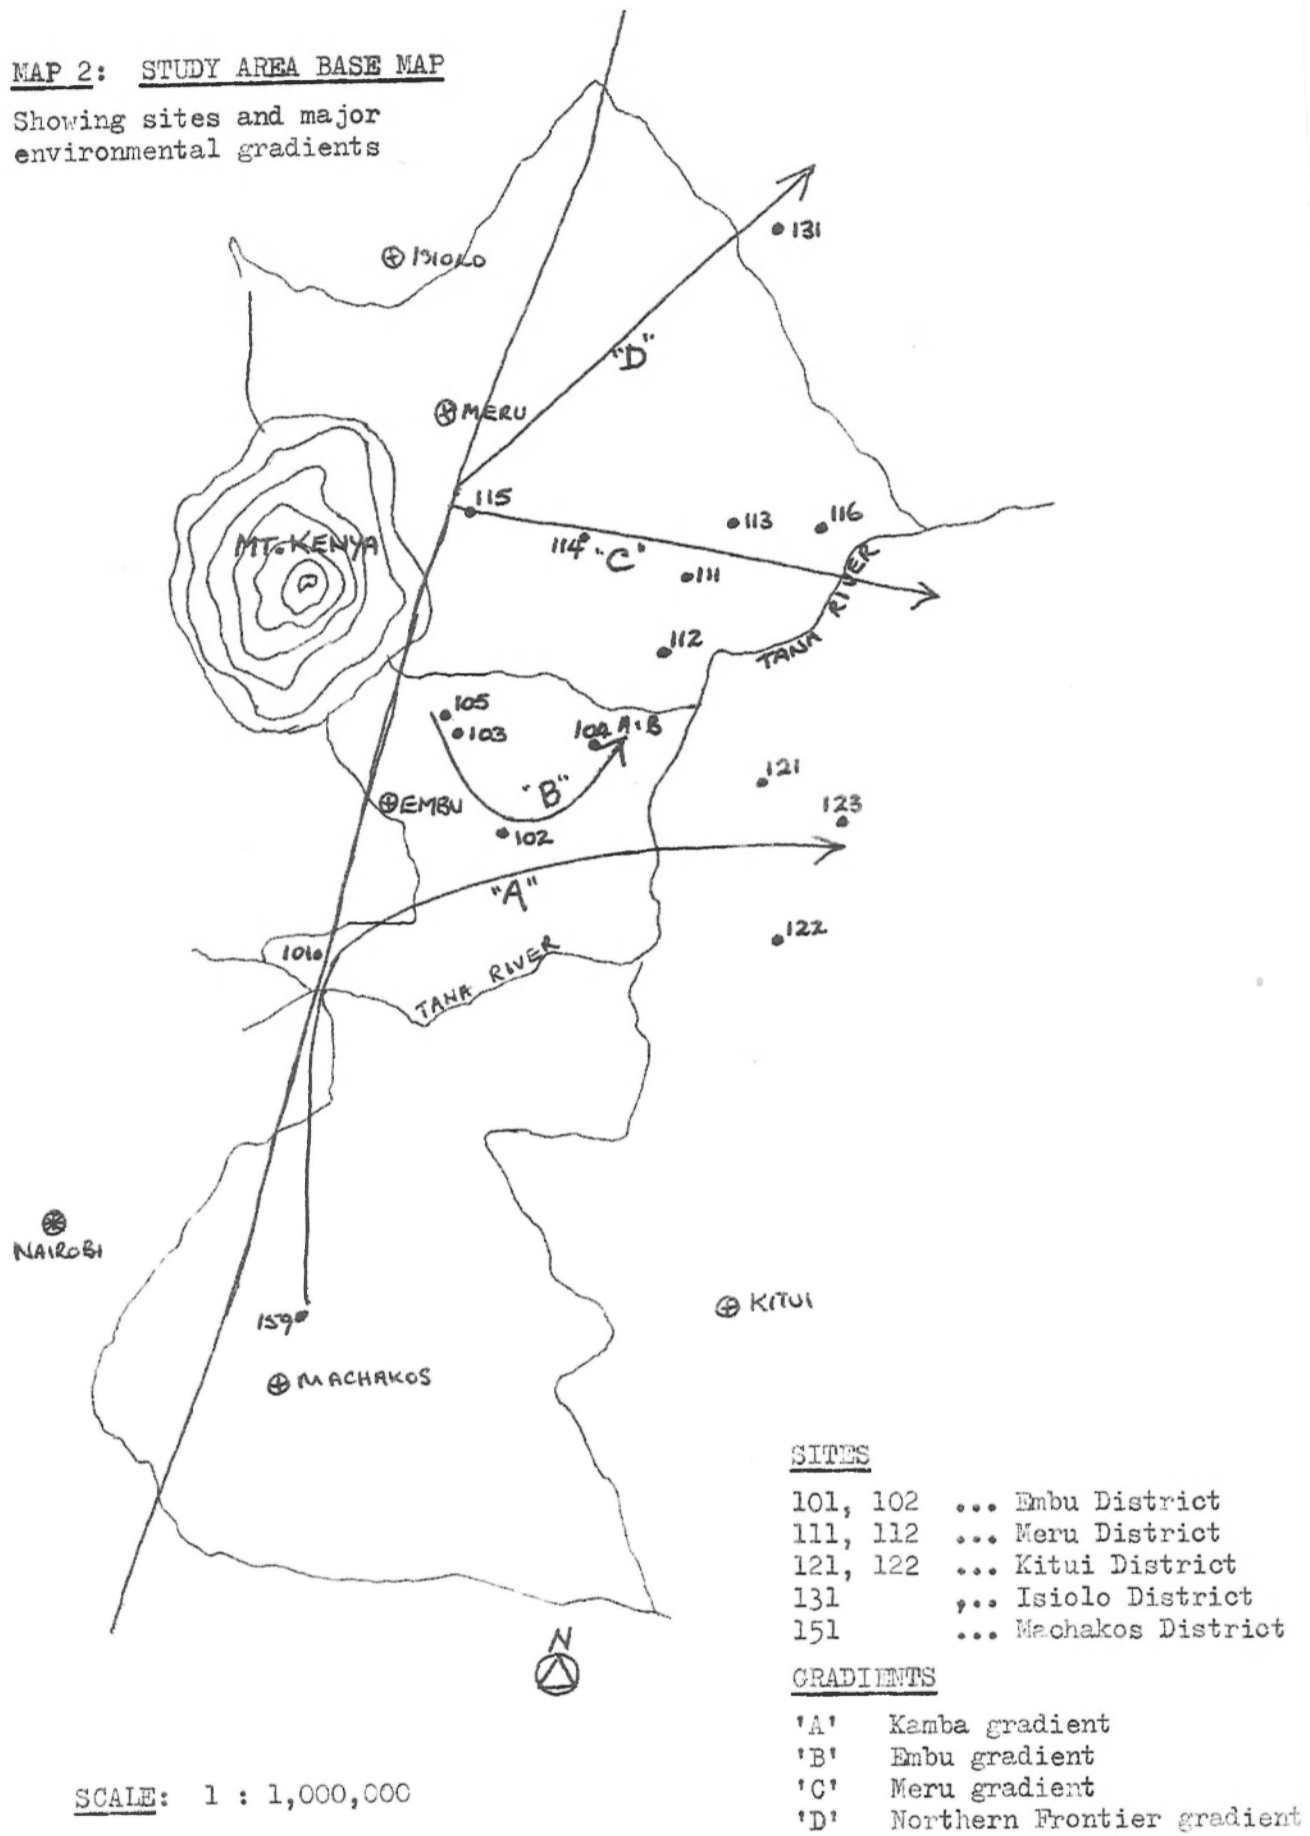 MAP 2: STUDY AREA BASE MAP
Showing sites and major
environmental gradients
131
ISIOLO
"D"
MERU
115
113
116
MT. KENYA
114
"C"
111
TANA RIVER
112
105
103
104 A+B
121
"B"
EMBU
123
102
"A"
122
101
TANA RIVER
NAIROBI
159
KITUI
MACHAKOS
SITES
101, 102 ... Embu District
111, 112 ... Meru District
121, 122 ... Kitui District
131 ... Isiolo District
151 ... Machakos District
N
GRADIENTS
'A' Kamba gradient
'B' Embu gradient
'C' Meru gradient
'D' Northern Frontier gradient
SCALE: 1 : 1,000,000